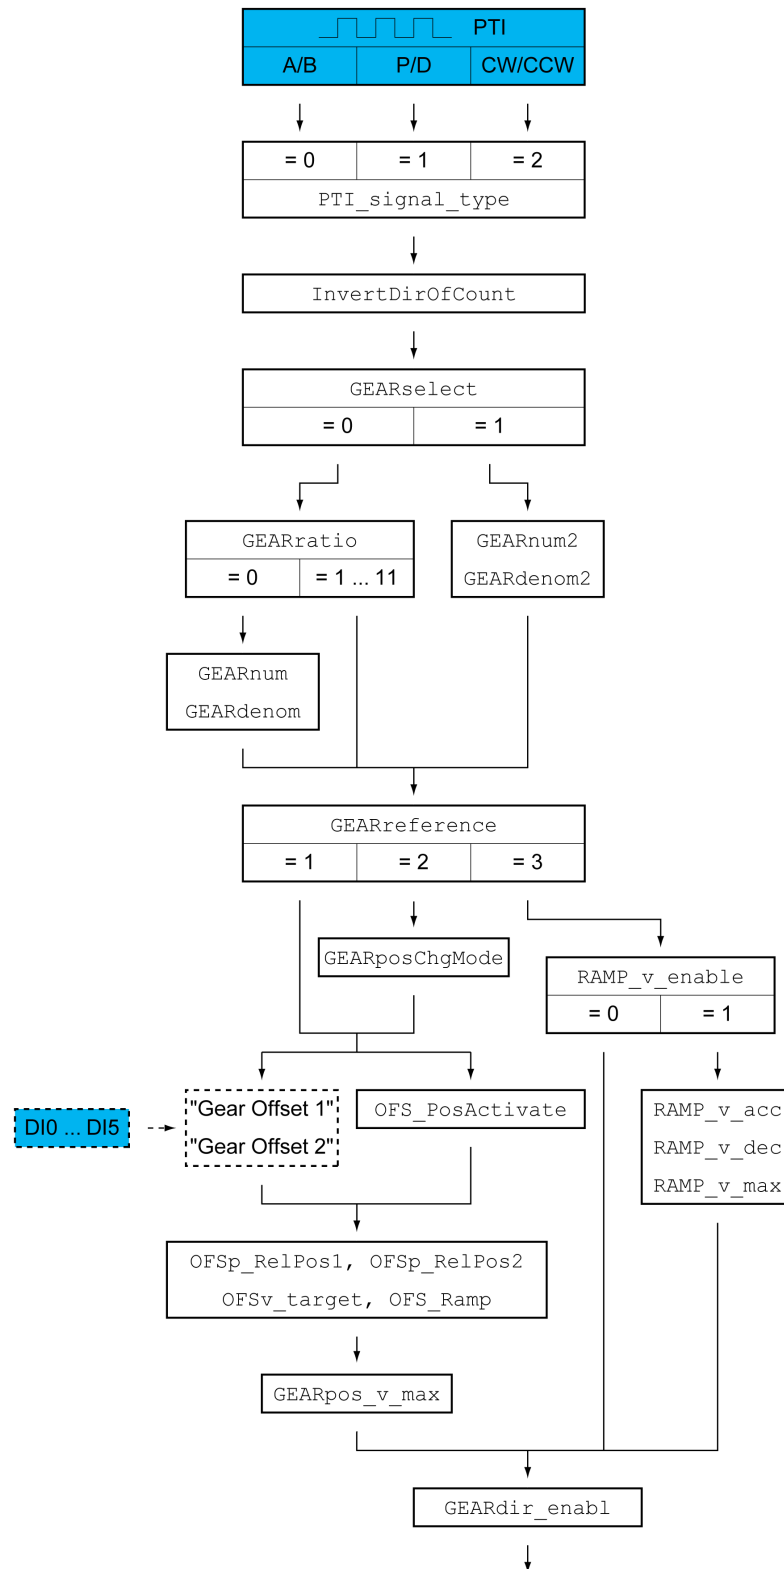 PTI
A/B P/D CW/CCW
= 0 = 1 = 2
PTI_signal_type
InvertDirOfCount
GEARselect
= 0 = 1
GEARratio
= 0 = 1 ... 11
GEARnum2
GEARdenom2
GEARnum
GEARdenom
GEARreference
= 1 = 2 = 3
GEARposChgMode
RAMP_v_enable
= 0 = 1
DI0 ... DI5
"Gear Offset 1"
"Gear Offset 2"
OFS_PosActivate
RAMP_v_acc
RAMP_v_dec
RAMP_v_max
OFSp_RelPos1, OFSp_RelPos2
OFSv_target, OFS_Ramp
GEARpos_v_max
GEARdir_enabl